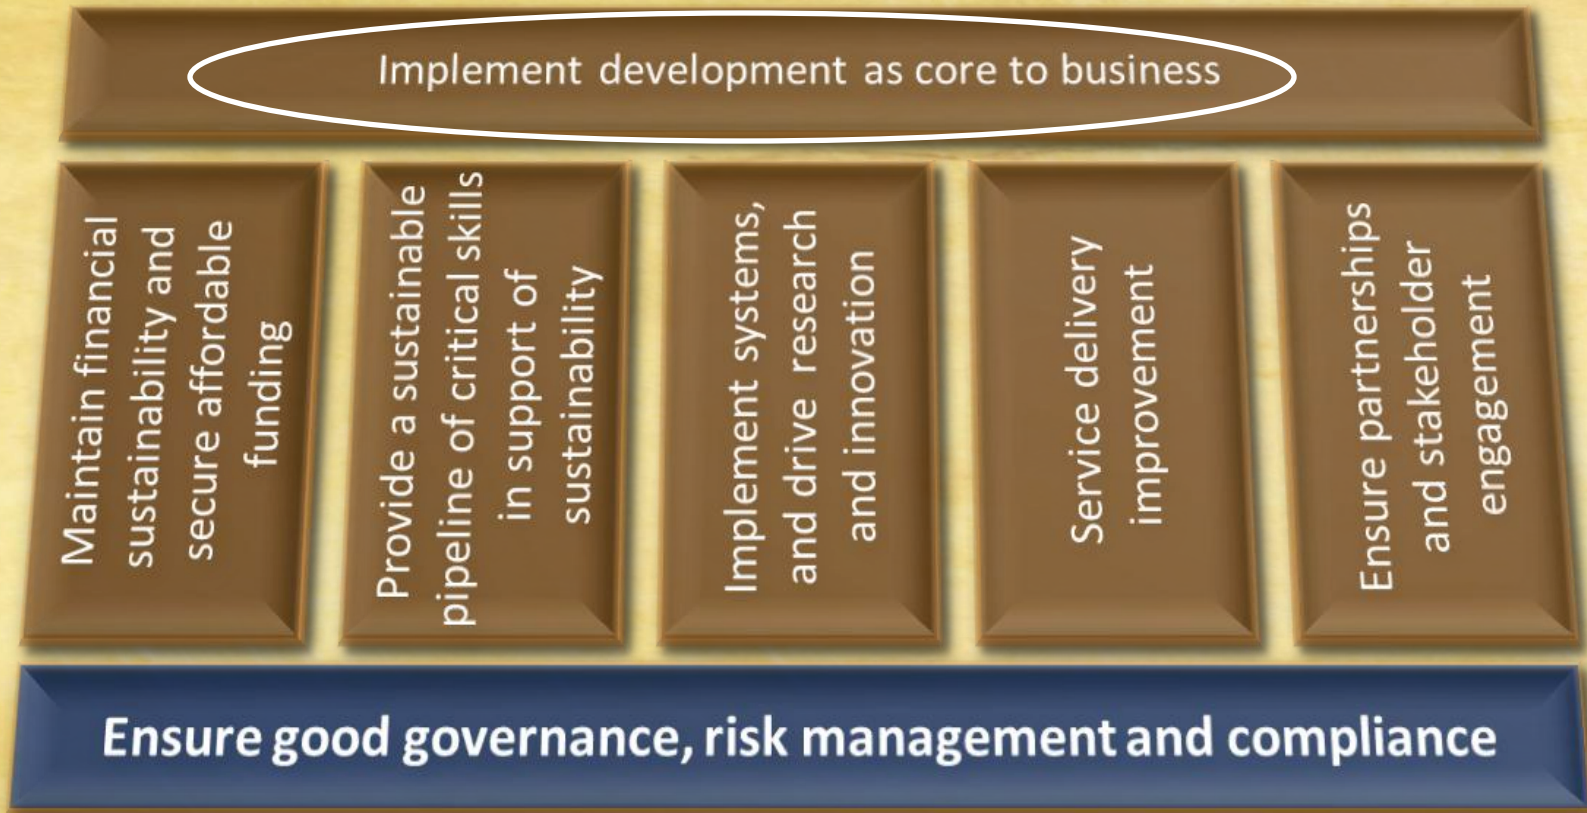 Implement development as core to business
Maintain financial
sustainability and
secure affordable
funding
Provide a sustainable
pipeline of critical skills
in support of
sustainability
Implement systems,
and drive research
and innovation
Service delivery
improvement
Ensure partnerships
and stakeholder
engagement
Ensure good governance, risk management and compliance